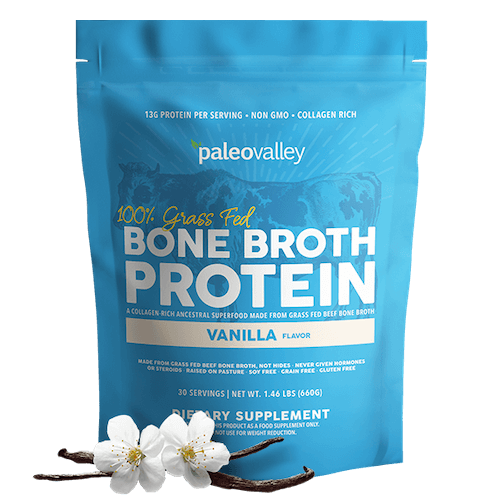 13G PROTEIN PER SERVING • NON GMO • COLLAGEN RICH
paleovalley
100% Grass Fed
BONE BROTH
PROTEIN
A COLLAGEN RICH ANCESTRAL SUPERFOOD MADE FROM GRASS FED BEEF BONE BROTH
VANILLA FLAVOR
MADE FROM GRASS FED BEEF BONE BROTH, NOT HIDES • NEVER GIVEN HORMONES
OR STEROIDS • RAISED ON PASTURE • SOY FREE • GRAIN FREE • GLUTEN FREE
30 SERVINGS | NET WT. 1.46 LBS (660G)
DIETARY SUPPLEMENT
THIS PRODUCT AS A FOOD SUPPLEMENT ONLY.
NOT USE FOR WEIGHT REDUCTION.